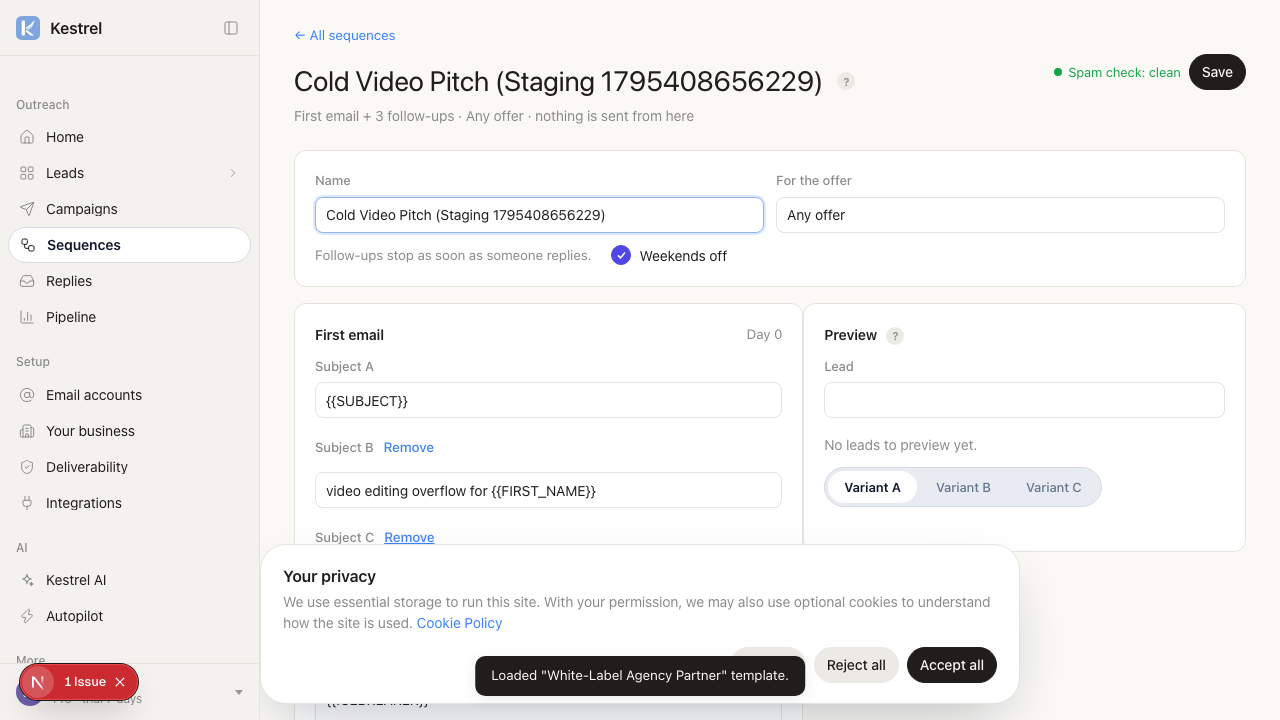 Kestrel
Outreach
Home
Leads
Campaigns
Sequences
Replies
Pipeline
Setup
Email accounts
Your business
Deliverability
Integrations
AI
Kestrel AI
Autopilot
More
1 Issue
← All sequences
Cold Video Pitch (Staging 1795408656229) ?
First email + 3 follow-ups · Any offer · nothing is sent from here
Spam check: clean
Save
Name
Cold Video Pitch (Staging 1795408656229)
For the offer
Any offer
Follow-ups stop as soon as someone replies.
Weekends off
First email
Day 0
Subject A
{{SUBJECT}}
Subject B Remove
video editing overflow for {{FIRST_NAME}}
Subject C Remove
Preview ?
Lead
No leads to preview yet.
Variant A
Variant B
Variant C
Your privacy
We use essential storage to run this site. With your permission, we may also use optional cookies to understand
how the site is used. Cookie Policy
Reject all
Accept all
Loaded "White-Label Agency Partner" template.